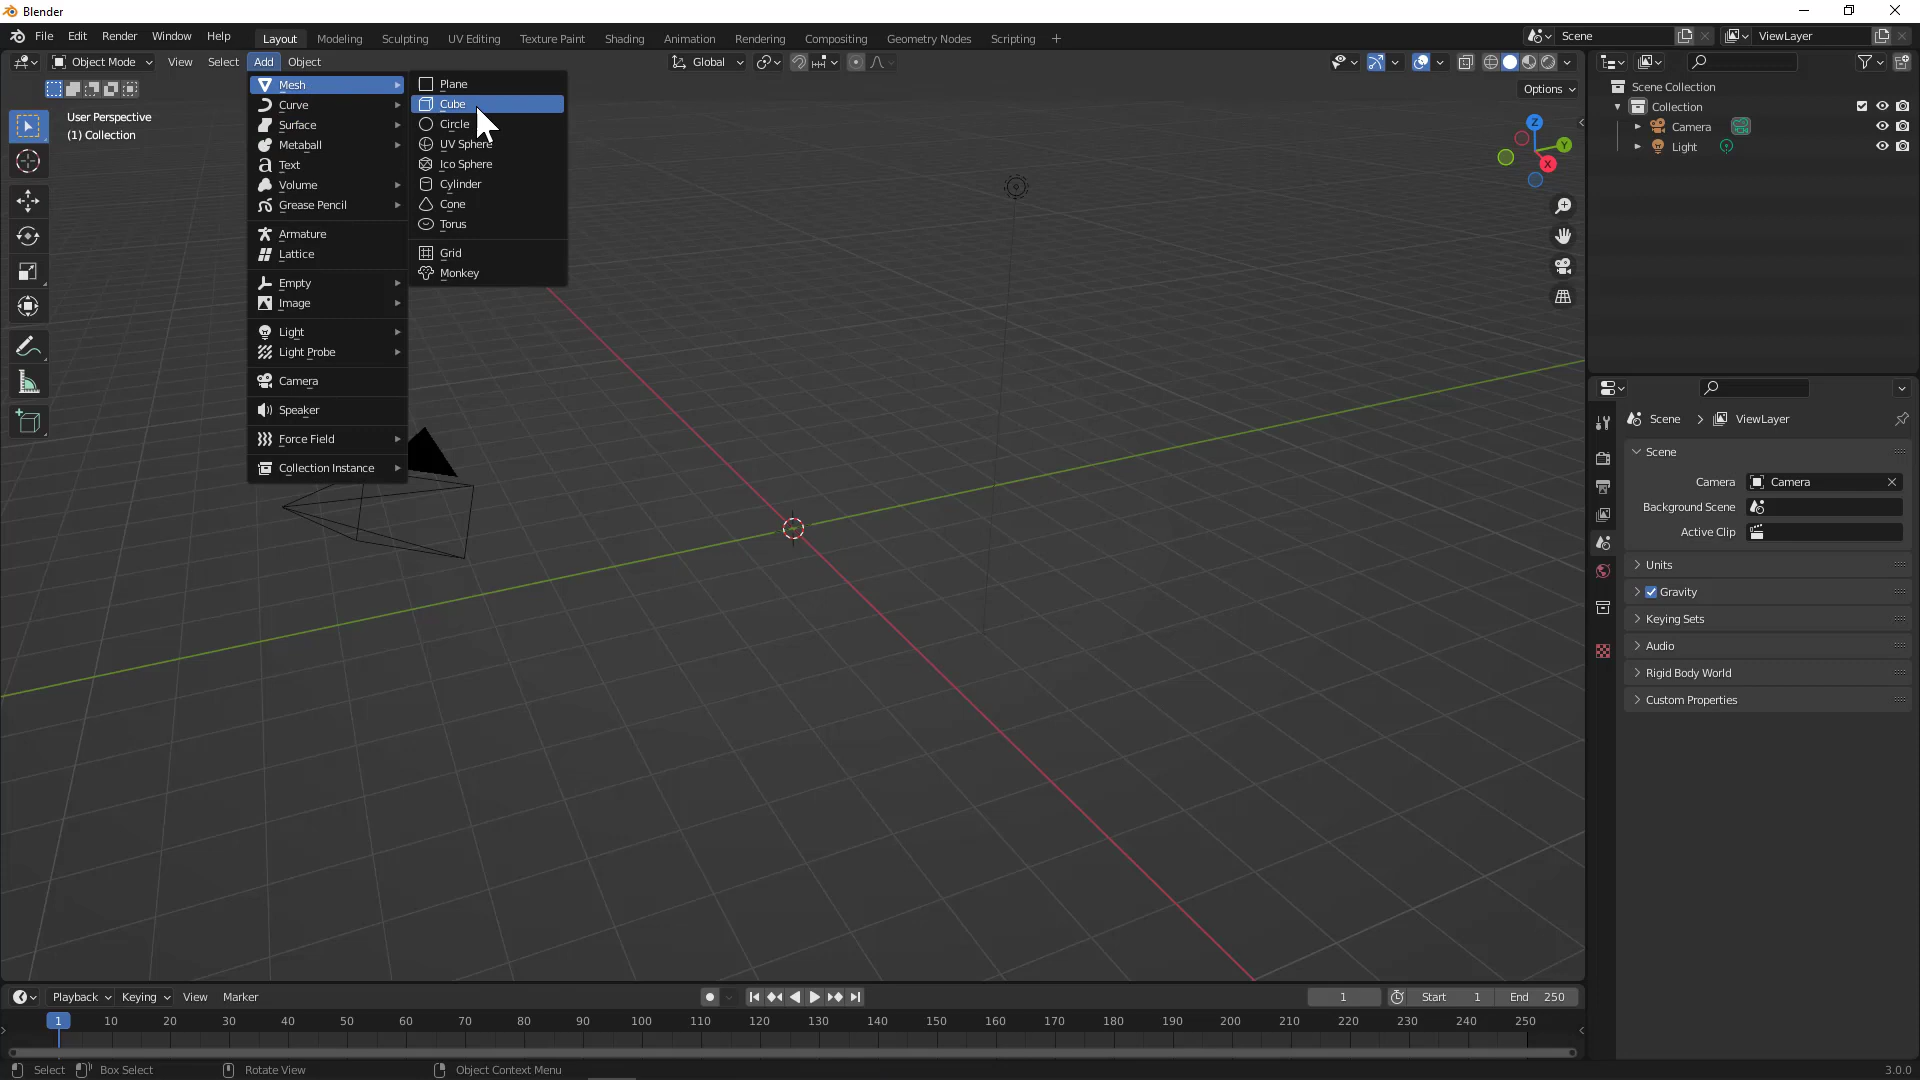 Blender
File Edit Render Window Help Layout Modeling Sculpting UV Editing Texture Paint Shading Animation Rendering Compositing Geometry Nodes Scripting + Scene ViewLayer
Object Mode View Select Add Object Global
Options
User Perspective
(1) Collection
Mesh
Curve
Surface
Metaball
Text
Volume
Grease Pencil
Armature
Lattice
Empty
Image
Light
Light Probe
Camera
Speaker
Force Field
Collection Instance
Plane
Cube
Circle
UV Sphere
Ico Sphere
Cylinder
Cone
Torus
Grid
Monkey
Z
Y
X
Scene Collection
Collection
Camera
Light
Scene > ViewLayer
Scene
Camera Camera
Background Scene
Active Clip
Units
Gravity
Keying Sets
Audio
Rigid Body World
Custom Properties
Playback Keying View Marker 1 Start 1 End 250
1 10 20 30 40 50 60 70 80 90 100 110 120 130 140 150 160 170 180 190 200 210 220 230 240 250
Select Box Select Rotate View Object Context Menu 3.0.0